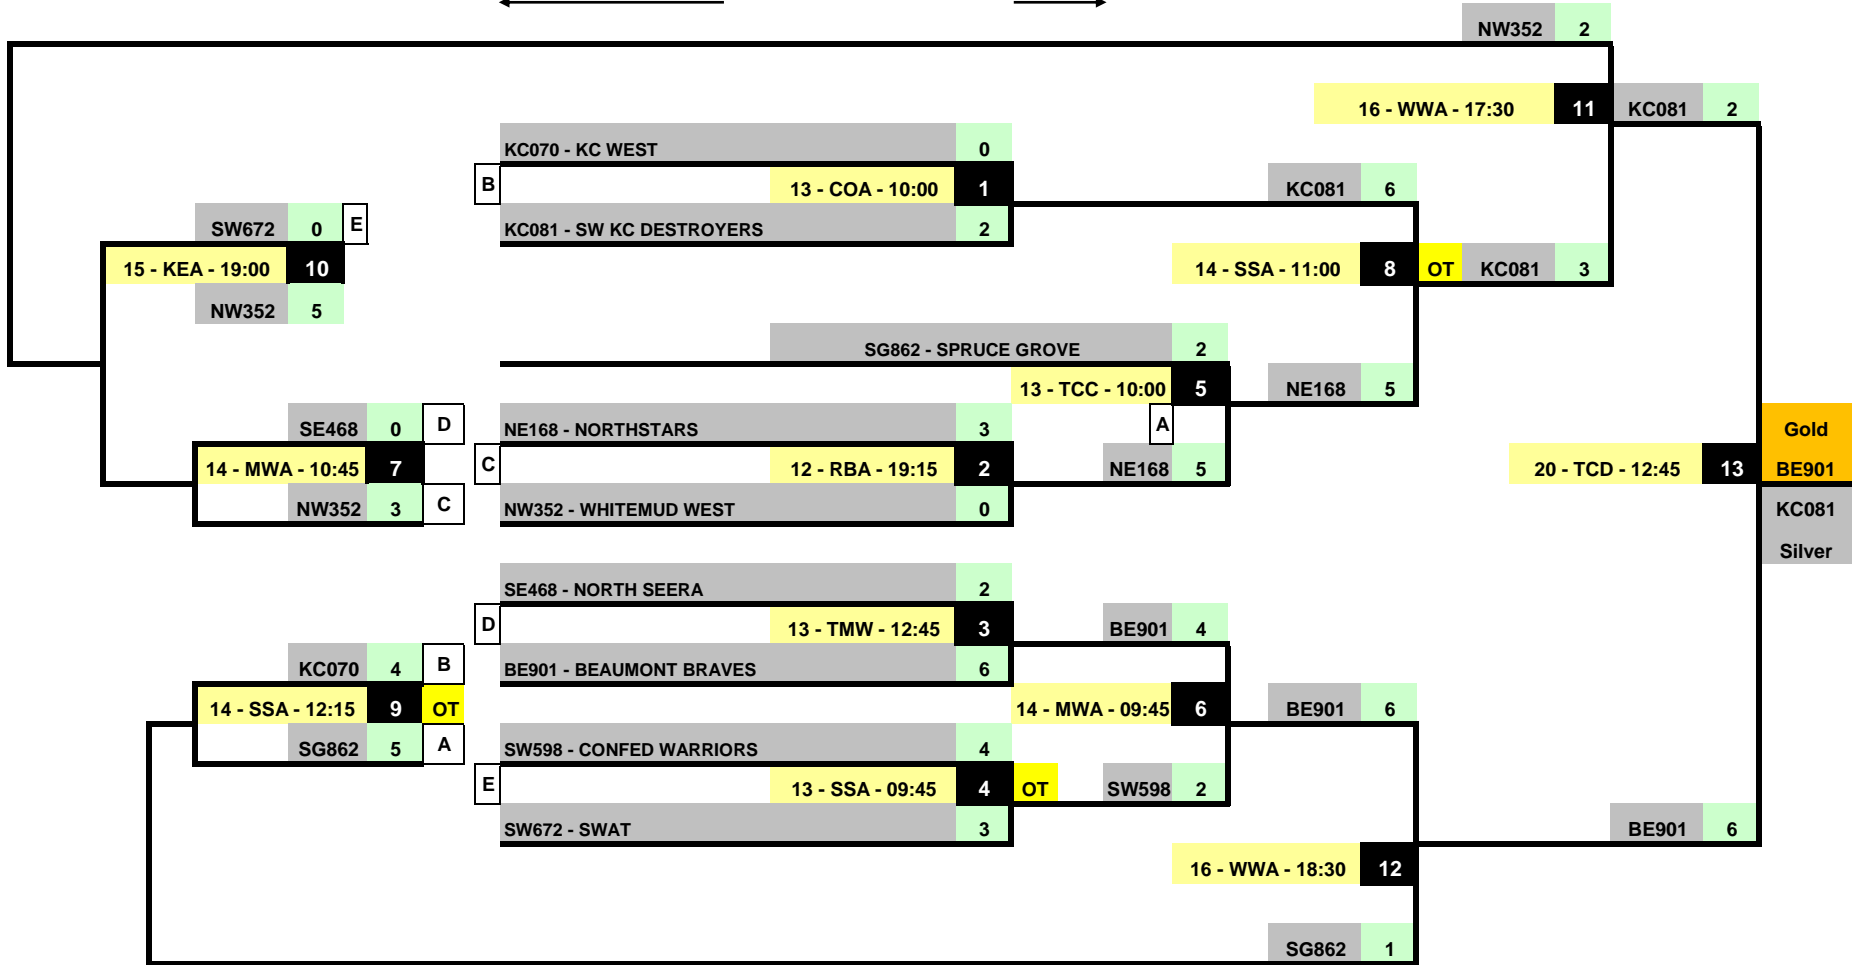 NW352 2
16 - WWA - 17:30 11 KC081 2
KC070 - KC WEST 0
B 13 - COA - 10:00 1 KC081 6
SW672 0 E KC081 - SW KC DESTROYERS 2
15 - KEA - 19:00 10 14 - SSA - 11:00 8 OT KC081 3
NW352 5
SG862 - SPRUCE GROVE 2
13 - TCC - 10:00 5 NE168 5
SE468 0 D NE168 - NORTHSTARS 3 A Gold
14 - MWA - 10:45 7 C 12 - RBA - 19:15 2 NE168 5 20 - TCD - 12:45 13 BE901
NW352 3 C NW352 - WHITEMUD WEST 0 KC081
Silver
SE468 - NORTH SEERA 2
D 13 - TMW - 12:45 3 BE901 4
KC070 4 B BE901 - BEAUMONT BRAVES 6
14 - SSA - 12:15 9 OT 14 - MWA - 09:45 6 BE901 6
SG862 5 A SW598 - CONFED WARRIORS 4
E 13 - SSA - 09:45 4 OT SW598 2
SW672 - SWAT 3 BE901 6
16 - WWA - 18:30 12
SG862 1